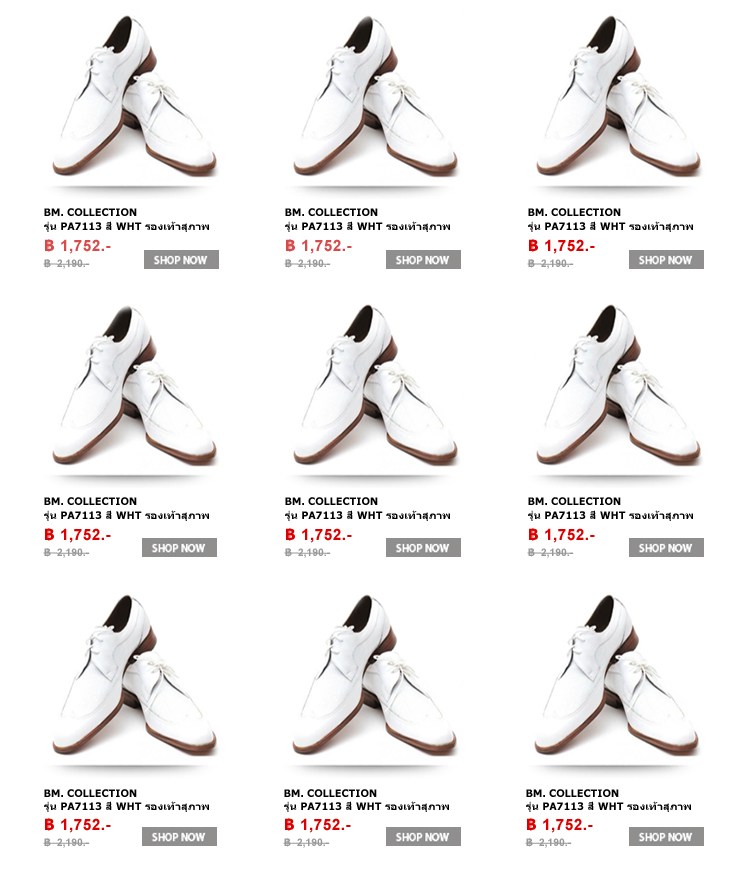 BM. COLLECTION
รุ่น PA7113 สี WHT รองเท้าสุภาพ
฿ 1,752.-
฿ 2,190.-
SHOP NOW
BM. COLLECTION
รุ่น PA7113 สี WHT รองเท้าสุภาพ
฿ 1,752.-
฿ 2,190.-
SHOP NOW
BM. COLLECTION
รุ่น PA7113 สี WHT รองเท้าสุภาพ
฿ 1,752.-
฿ 2,190.-
SHOP NOW
BM. COLLECTION
รุ่น PA7113 สี WHT รองเท้าสุภาพ
฿ 1,752.-
฿ 2,190.-
SHOP NOW
BM. COLLECTION
รุ่น PA7113 สี WHT รองเท้าสุภาพ
฿ 1,752.-
฿ 2,190.-
SHOP NOW
BM. COLLECTION
รุ่น PA7113 สี WHT รองเท้าสุภาพ
฿ 1,752.-
฿ 2,190.-
SHOP NOW
BM. COLLECTION
รุ่น PA7113 สี WHT รองเท้าสุภาพ
฿ 1,752.-
฿ 2,190.-
SHOP NOW
BM. COLLECTION
รุ่น PA7113 สี WHT รองเท้าสุภาพ
฿ 1,752.-
฿ 2,190.-
SHOP NOW
BM. COLLECTION
รุ่น PA7113 สี WHT รองเท้าสุภาพ
฿ 1,752.-
฿ 2,190.-
SHOP NOW